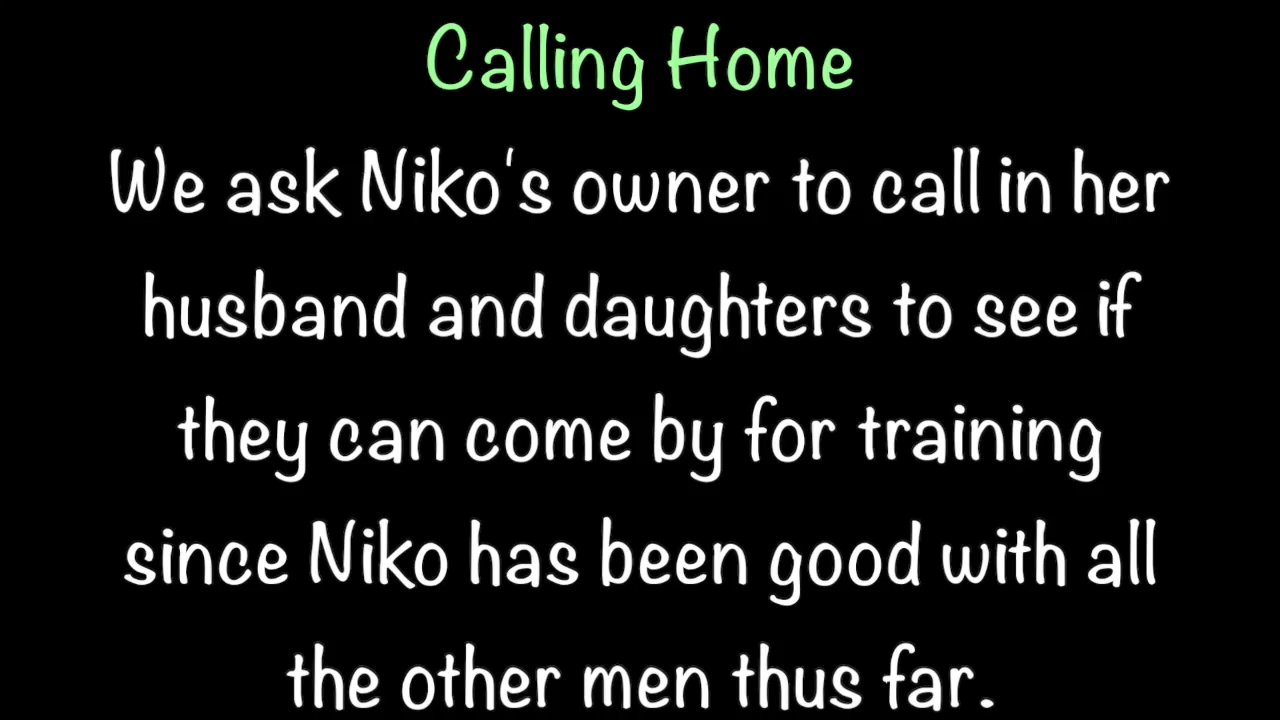 Calling Home
We ask Niko's owner to call in her
husband and daughters to see if
they can come by for training
since Niko has been good with all
the other men thus far.